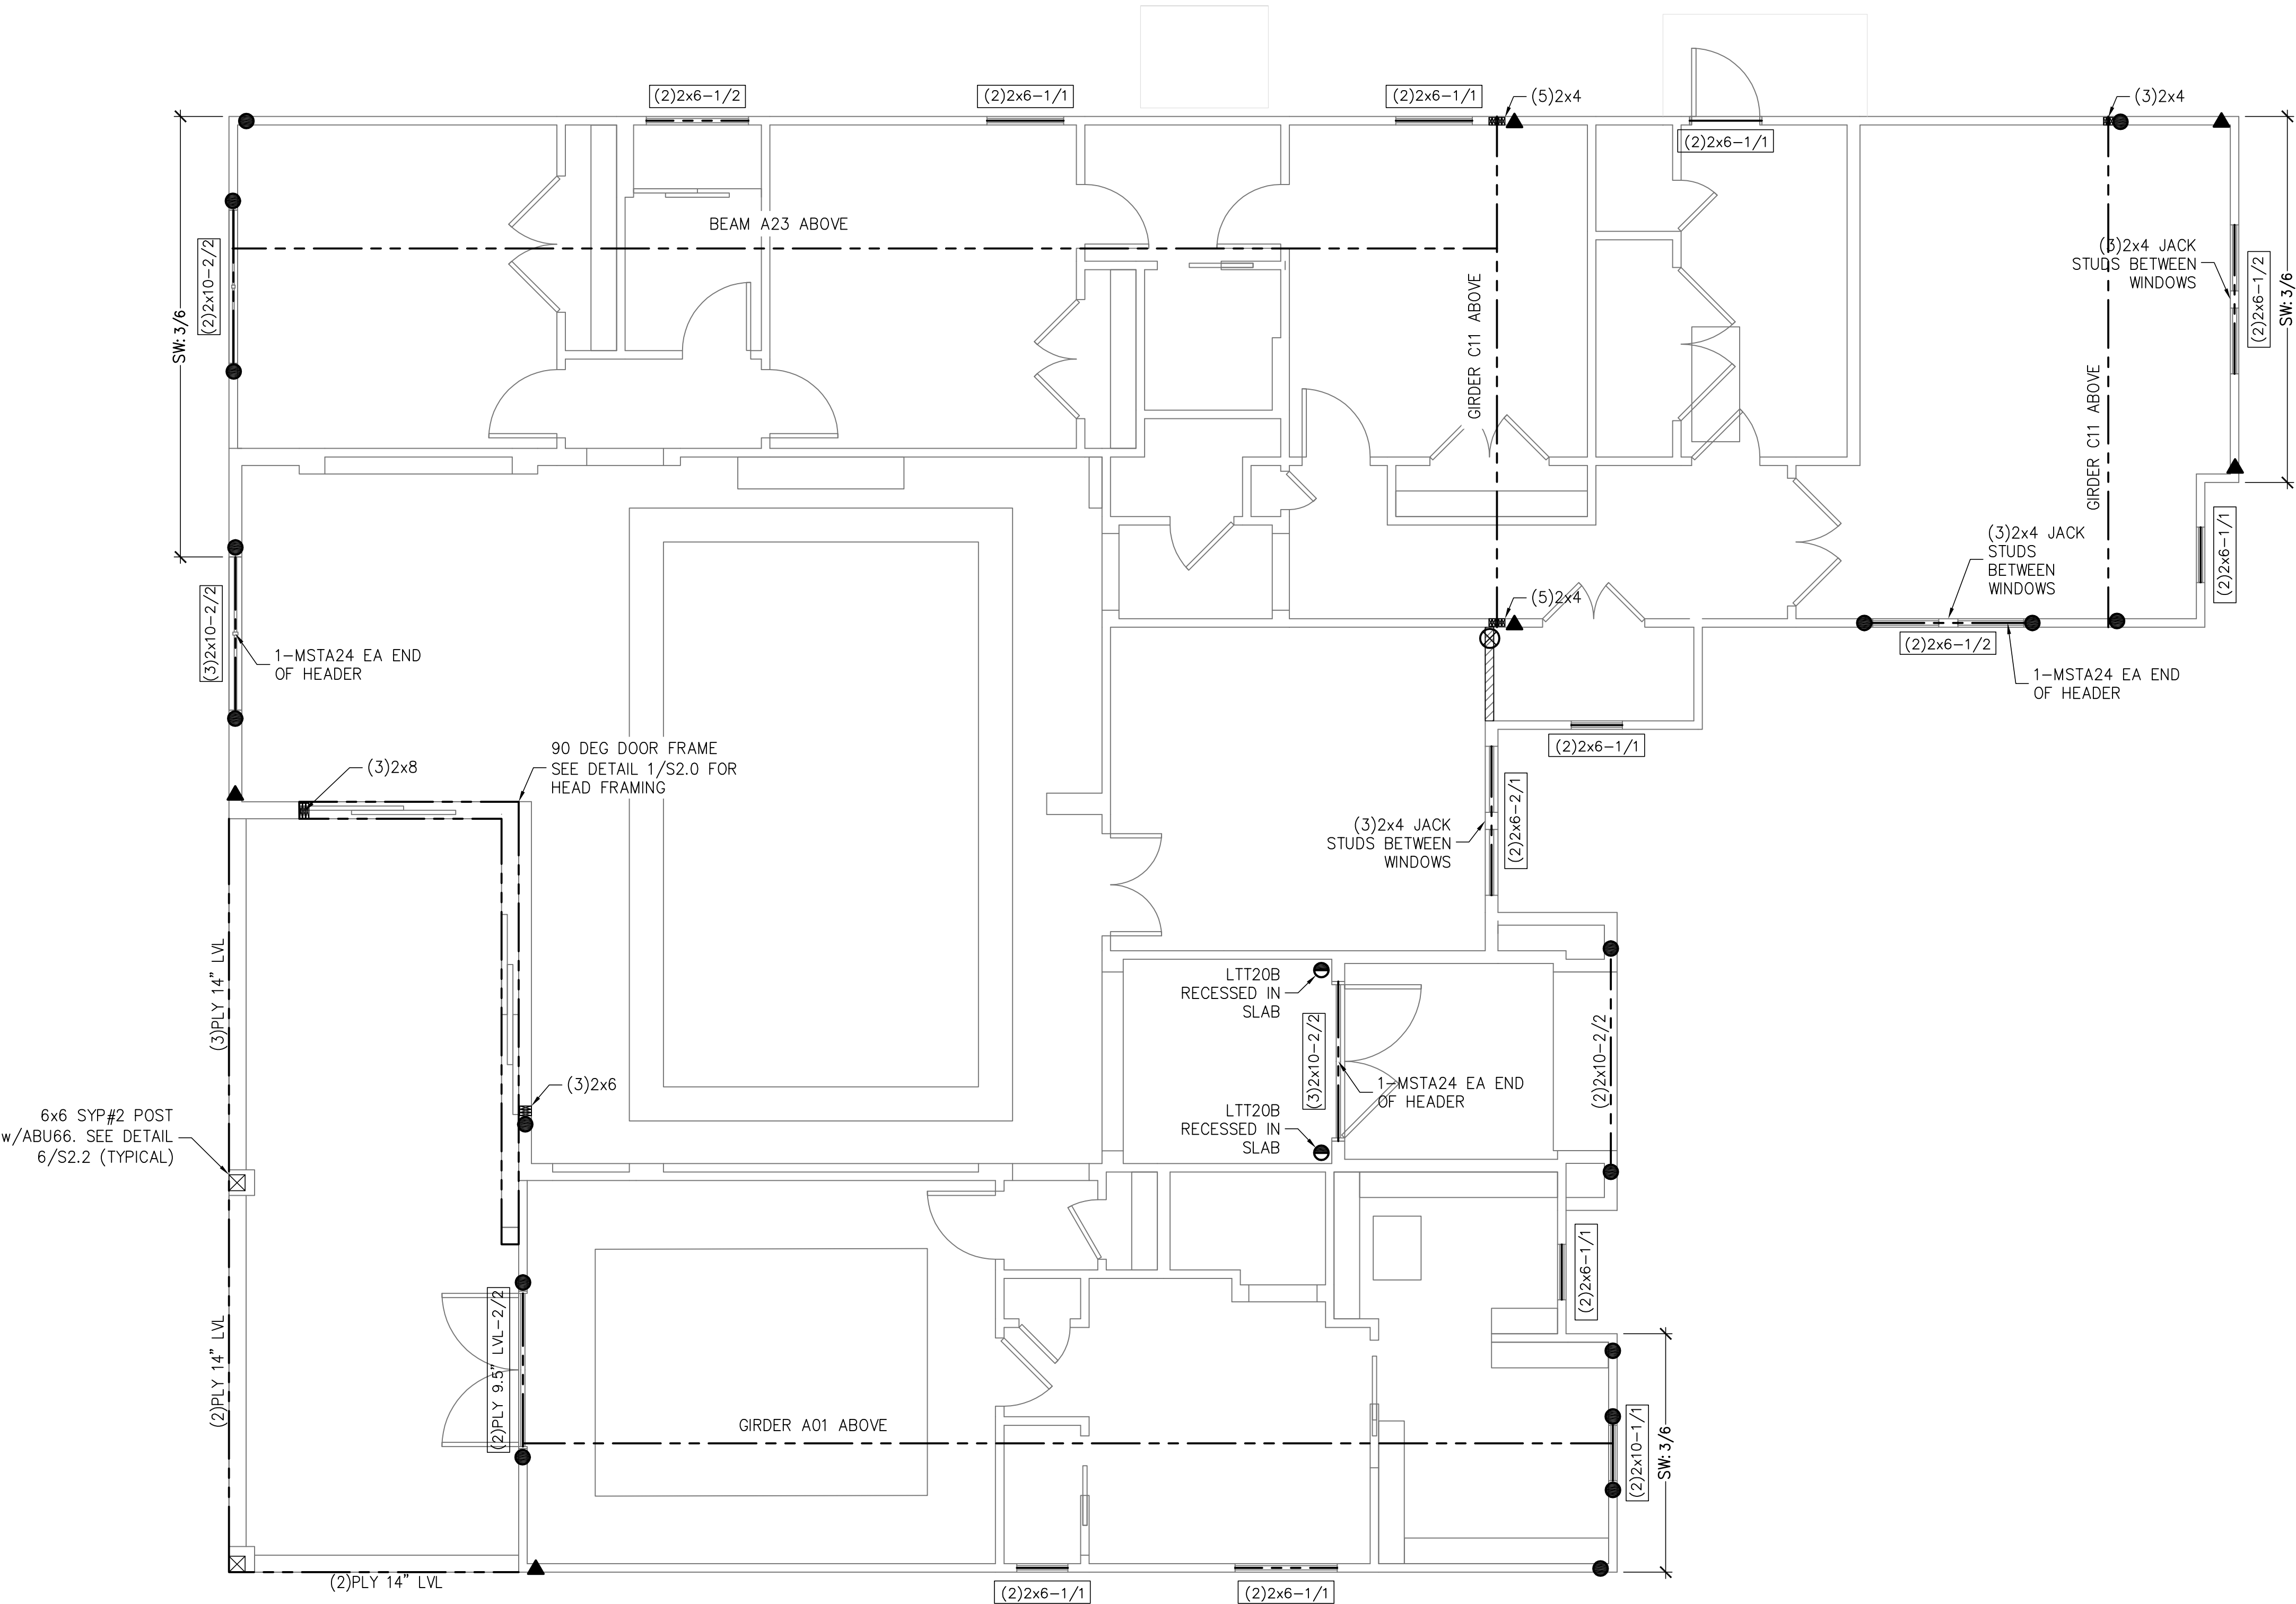 (2)2x6-1/2
(2)2x6-1/1
(2)2x6-1/1
(5)2x4
(3)2x4
(2)2x6-1/1
BEAM A23 ABOVE
(2)2x10-2/2
SW: 3/6
GIRDER C11 ABOVE
GIRDER C11 ABOVE
(3)2x4 JACK
STUDS BETWEEN
WINDOWS
(2)2x6-1/2
SW: 3/6
(3)2x10-2/2
1-MSTA24 EA END
OF HEADER
(5)2x4
(3)2x4 JACK
STUDS
BETWEEN
WINDOWS
(2)2x6-1/1
(2)2x6-1/2
1-MSTA24 EA END
OF HEADER
(2)2x6-1/1
(3)2x8
90 DEG DOOR FRAME
SEE DETAIL 1/S2.0 FOR
HEAD FRAMING
(3)2x4 JACK
STUDS BETWEEN
WINDOWS
(2)2x6-2/1
(3)PLY 14" LVL
LTT20B
RECESSED IN
SLAB
(3)2x10-2/2
1-MSTA24 EA END
OF HEADER
LTT20B
RECESSED IN
SLAB
(2)2x10-2/2
(3)2x6
6x6 SYP#2 POST
w/ABU66. SEE DETAIL
6/S2.2 (TYPICAL)
(2)PLY 14" LVL
(2)PLY 9.5" LVL-2/2
(2)2x6-1/1
GIRDER A01 ABOVE
(2)2x10-1/1
SW: 3/6
(2)PLY 14" LVL
(2)2x6-1/1
(2)2x6-1/1